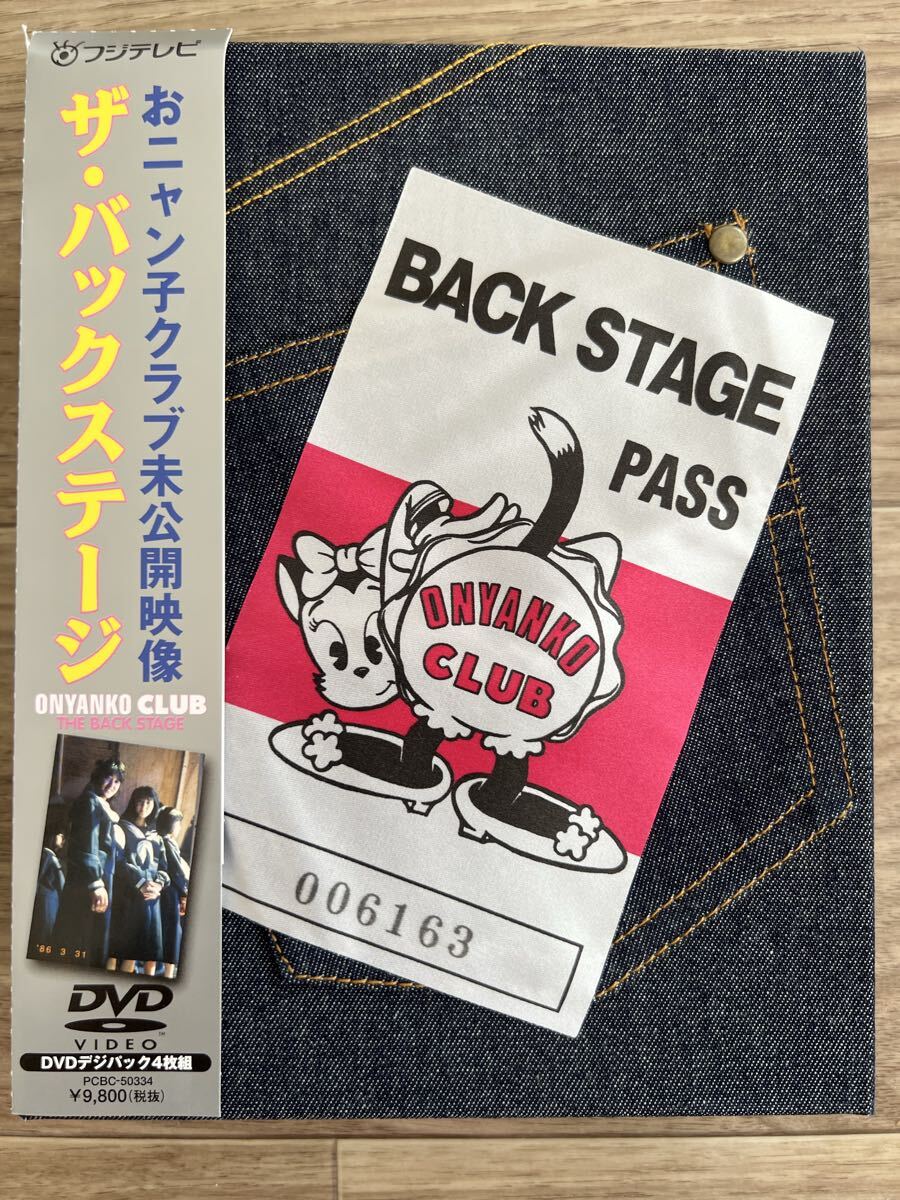 フジテレビ
おニャン子クラブ未公開映像
ザ・バックステージ
ONYANKO CLUB
THE BACK STAGE
'86 3 31
DVD
VIDEO
TM
DVDデジパック4枚組
PCBC-50334
¥9,800(税抜)
BACK STAGE
PASS
ONYANKO
CLUB
006163